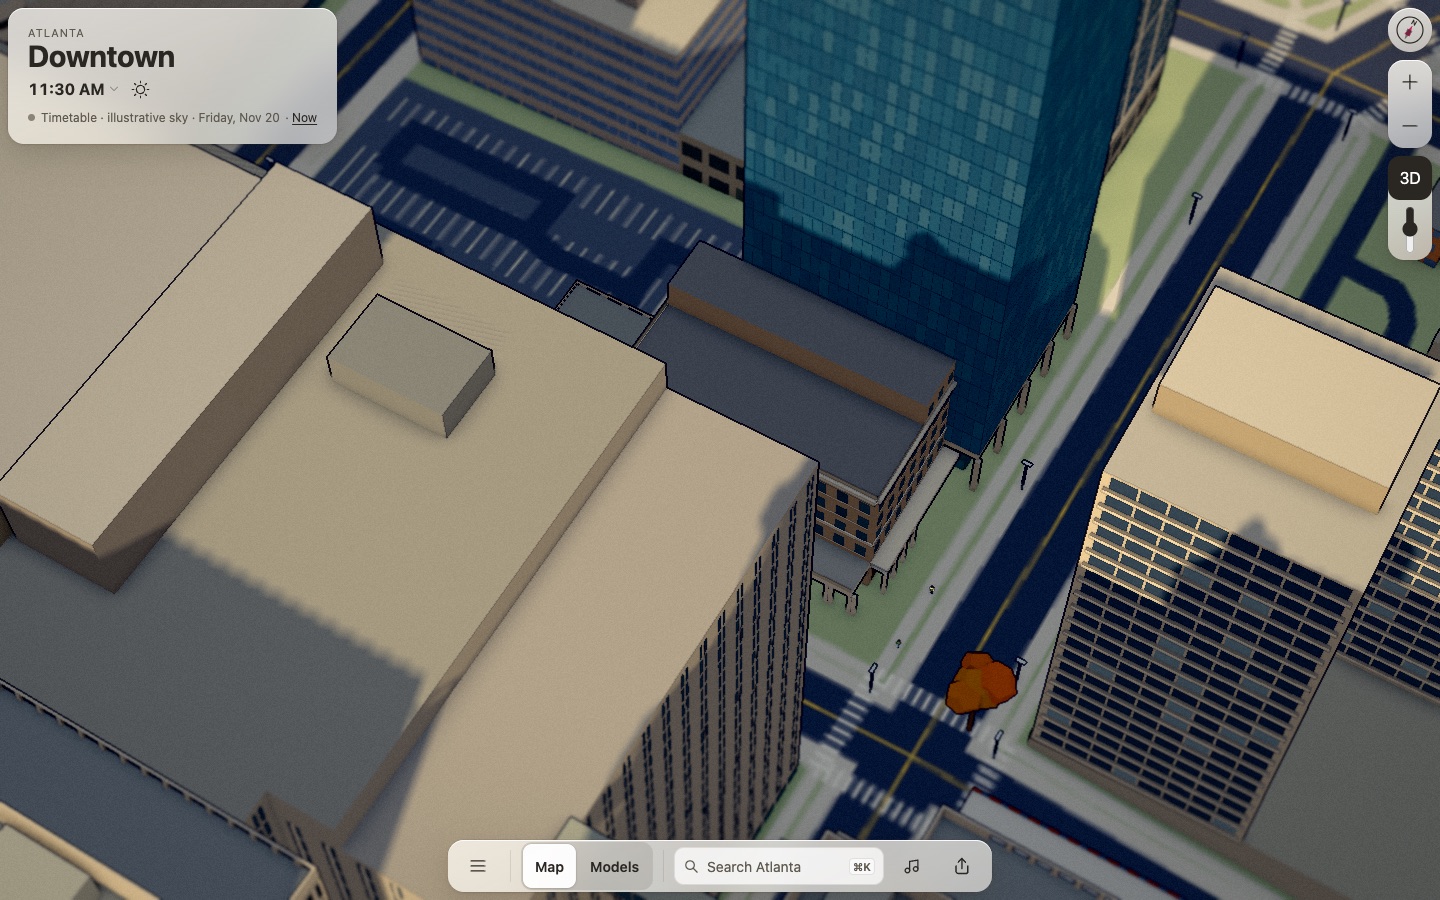 ATLANTA
Downtown
11:30 AM
Timetable · illustrative sky · Friday, Nov 20 · Now
3D
Map
Models
Search Atlanta
⌘K